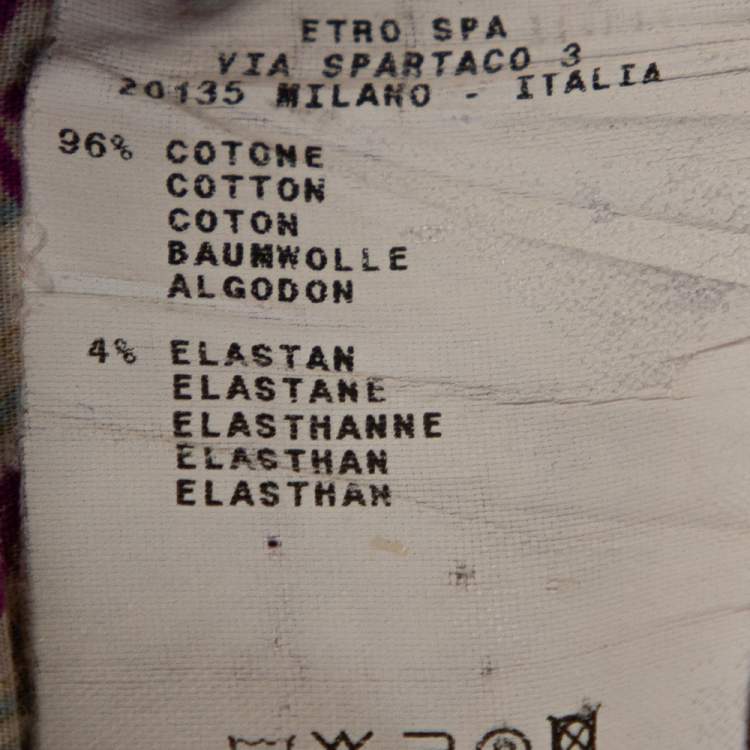 ETRO SPA
VIA SPARTACO 3
20135 MILANO - ITALIA
96% COTONE
COTTON
COTON
BAUMWOLLE
ALGODON
4% ELASTAN
ELASTANE
ELASTHANNE
ELASTHAN
ELASTHAN